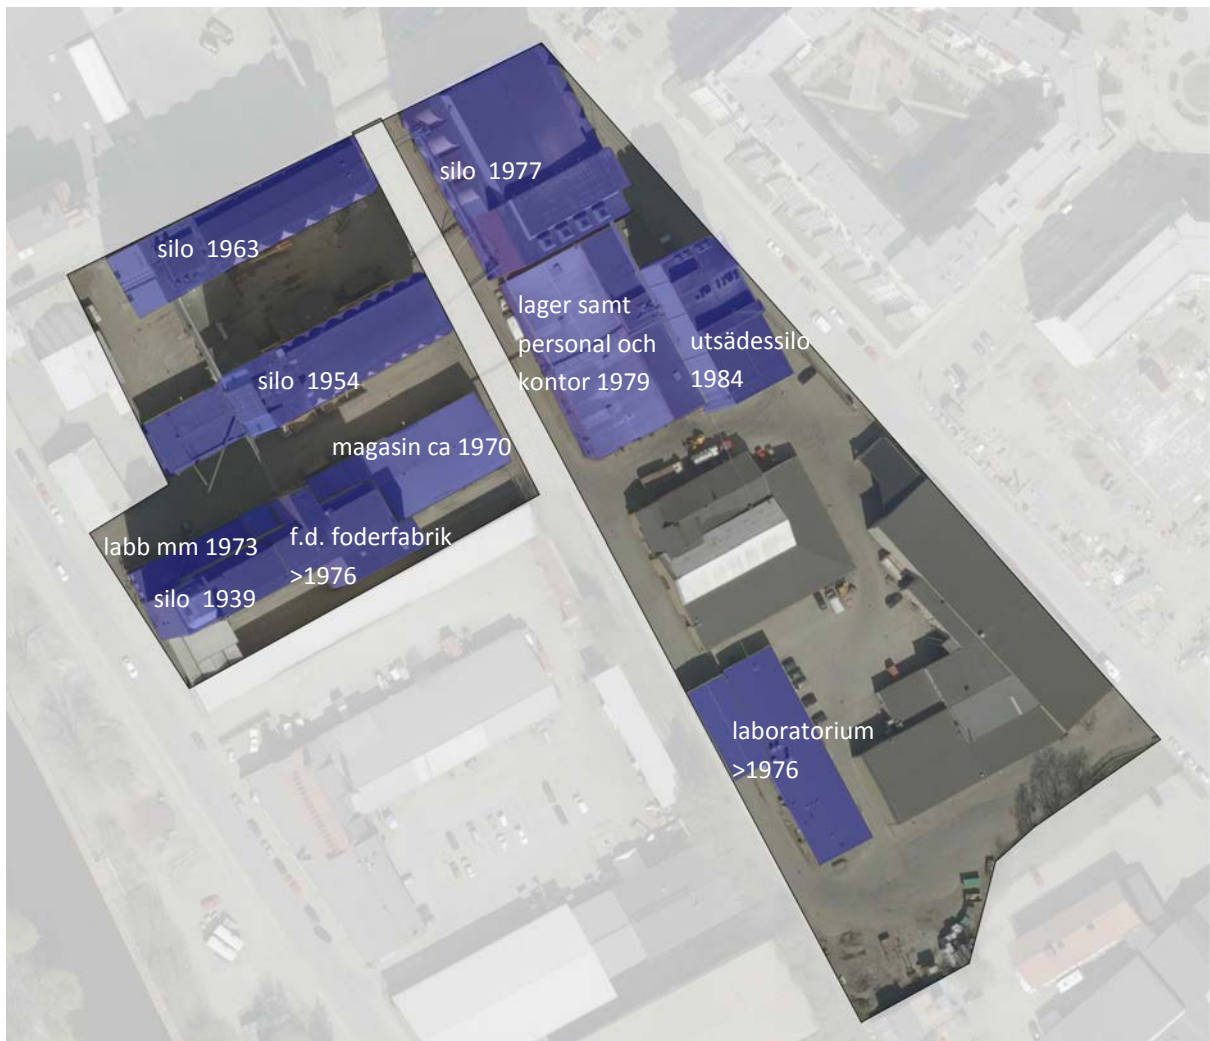 silo 1977
silo 1963
lager samt
personal och
kontor 1979
utsädessilo
1984
silo 1954
magasin ca 1970
labb mm 1973
f.d. foderfabrik
>1976
silo 1939
laboratorium
>1976